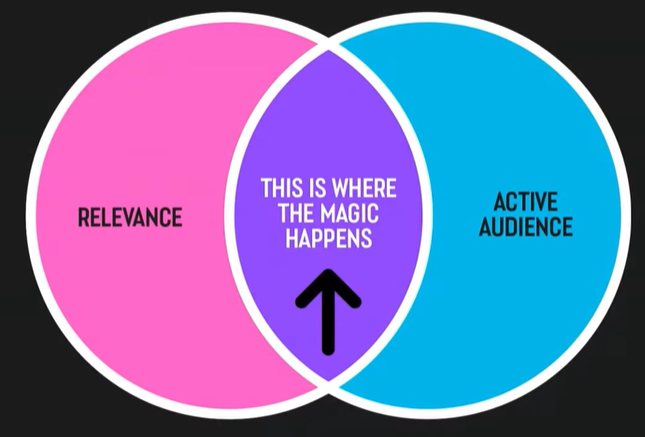 RELEVANCE
THIS IS WHERE
THE MAGIC
HAPPENS
ACTIVE
AUDIENCE